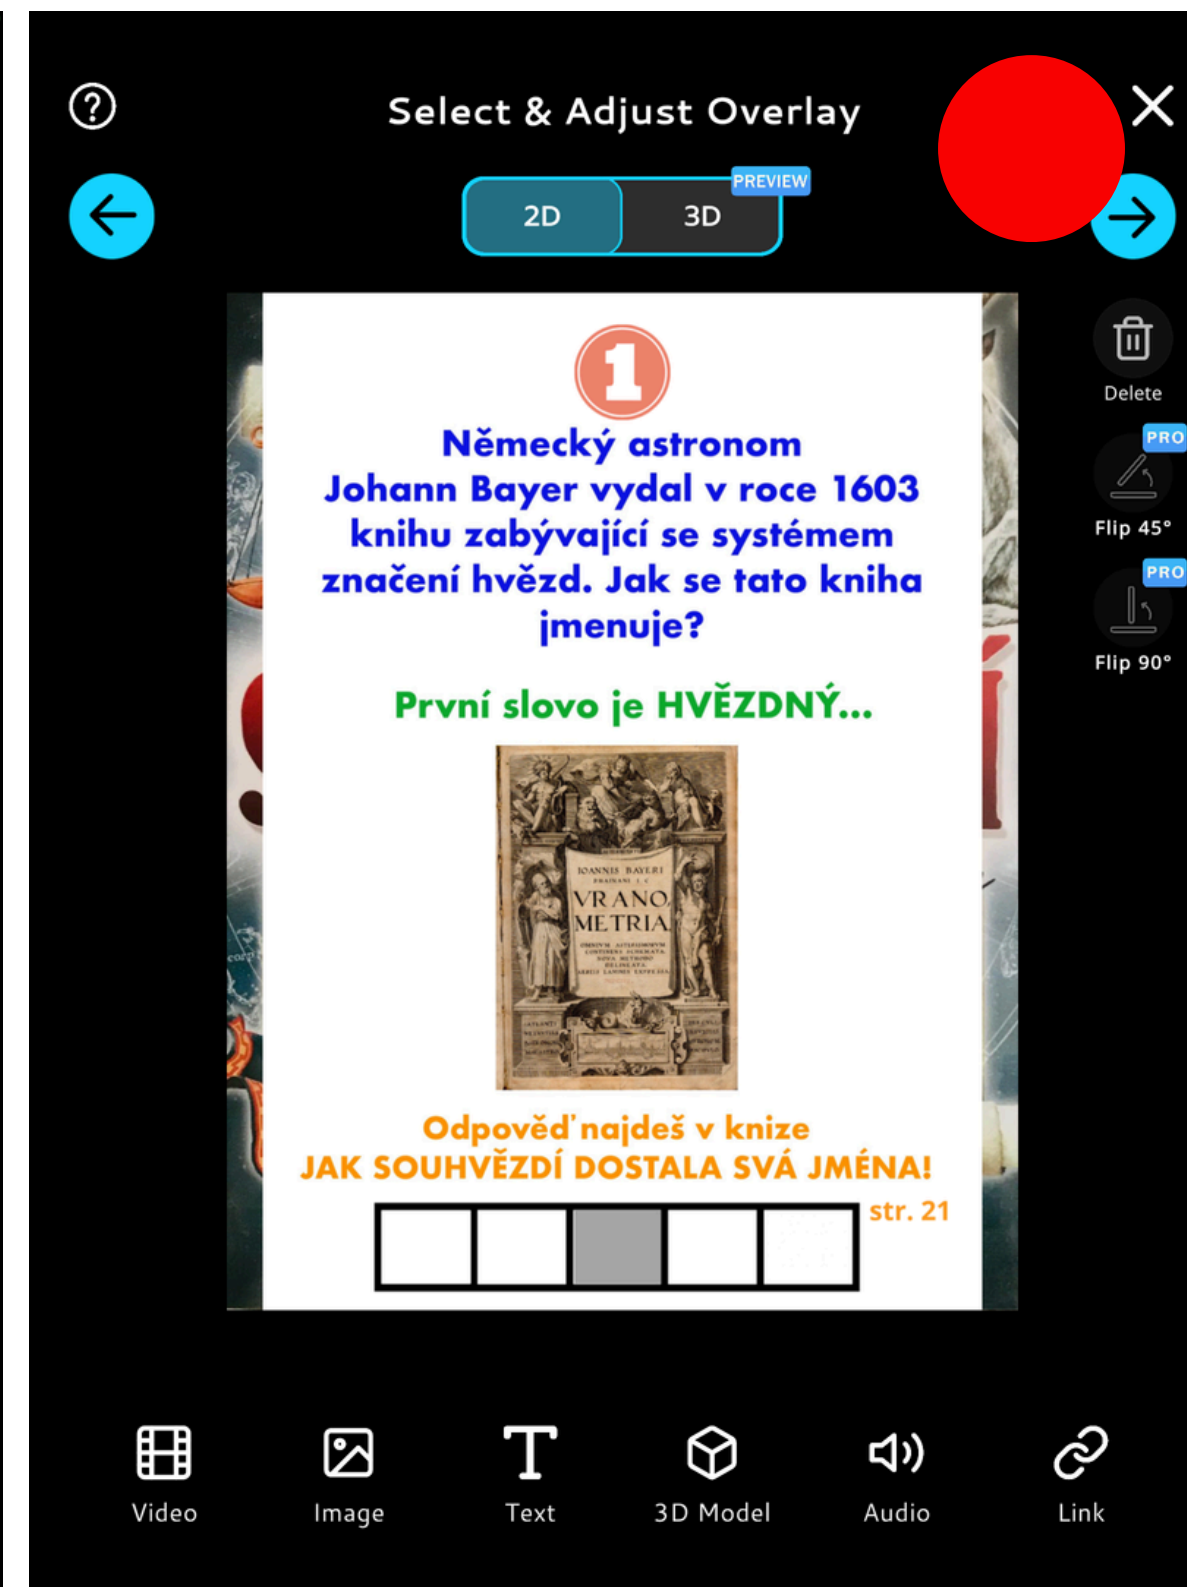 Select & Adjust Overlay
2D
3D
PREVIEW
Delete
PRO
Flip 45°
PRO
Flip 90°
1
Německý astronom
Johann Bayer vydal v roce 1603
knihu zabývající se systémem
značení hvězd. Jak se tato kniha
jmenuje?
První slovo je HVĚZDNÝ...
IOANNIS BAYERI
VRANO
METRIA
Odpověď najdeš v knize
JAK SOUHVĚZDÍ DOSTALA SVÁ JMÉNA!
str. 21
Video
Image
Text
3D Model
Audio
Link